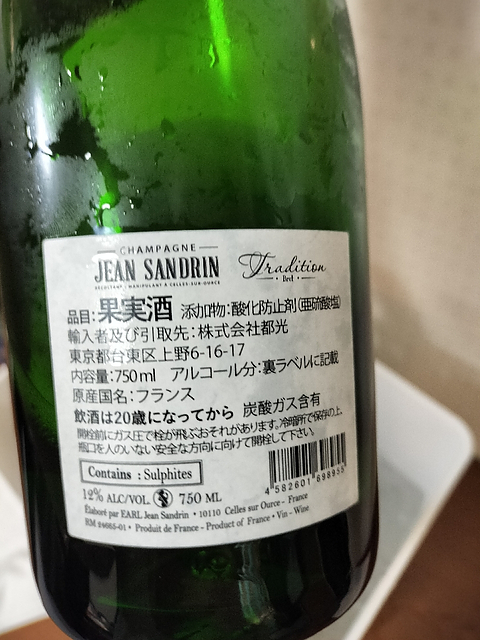 CHAMPAGNE
JEAN SANDRIN
RÉCOLTANT - MANIPULANT A CELLES-SUR-OURCE
Tradition
Brut
品目:果実酒 添加物:酸化防止剤(亜硫酸塩)
輸入者及び引取先:株式会社都光
東京都台東区上野6-16-17
内容量:750ml アルコール分:裏ラベルに記載
原産国名:フランス
飲酒は20歳になってから 炭酸ガス含有
開栓前にガス圧で栓が飛ぶおそれがあります。冷暗所で保存の上、
瓶口を人のいない安全な方向に向けて開栓して下さい。
Contains : Sulphites
4 582601 698955
12% ALC/VOL. 750 ML
Élaboré par EARL Jean Sandrin • 10110 Celles sur Ource - France
Produit de France - Product of France • Vin - Wine